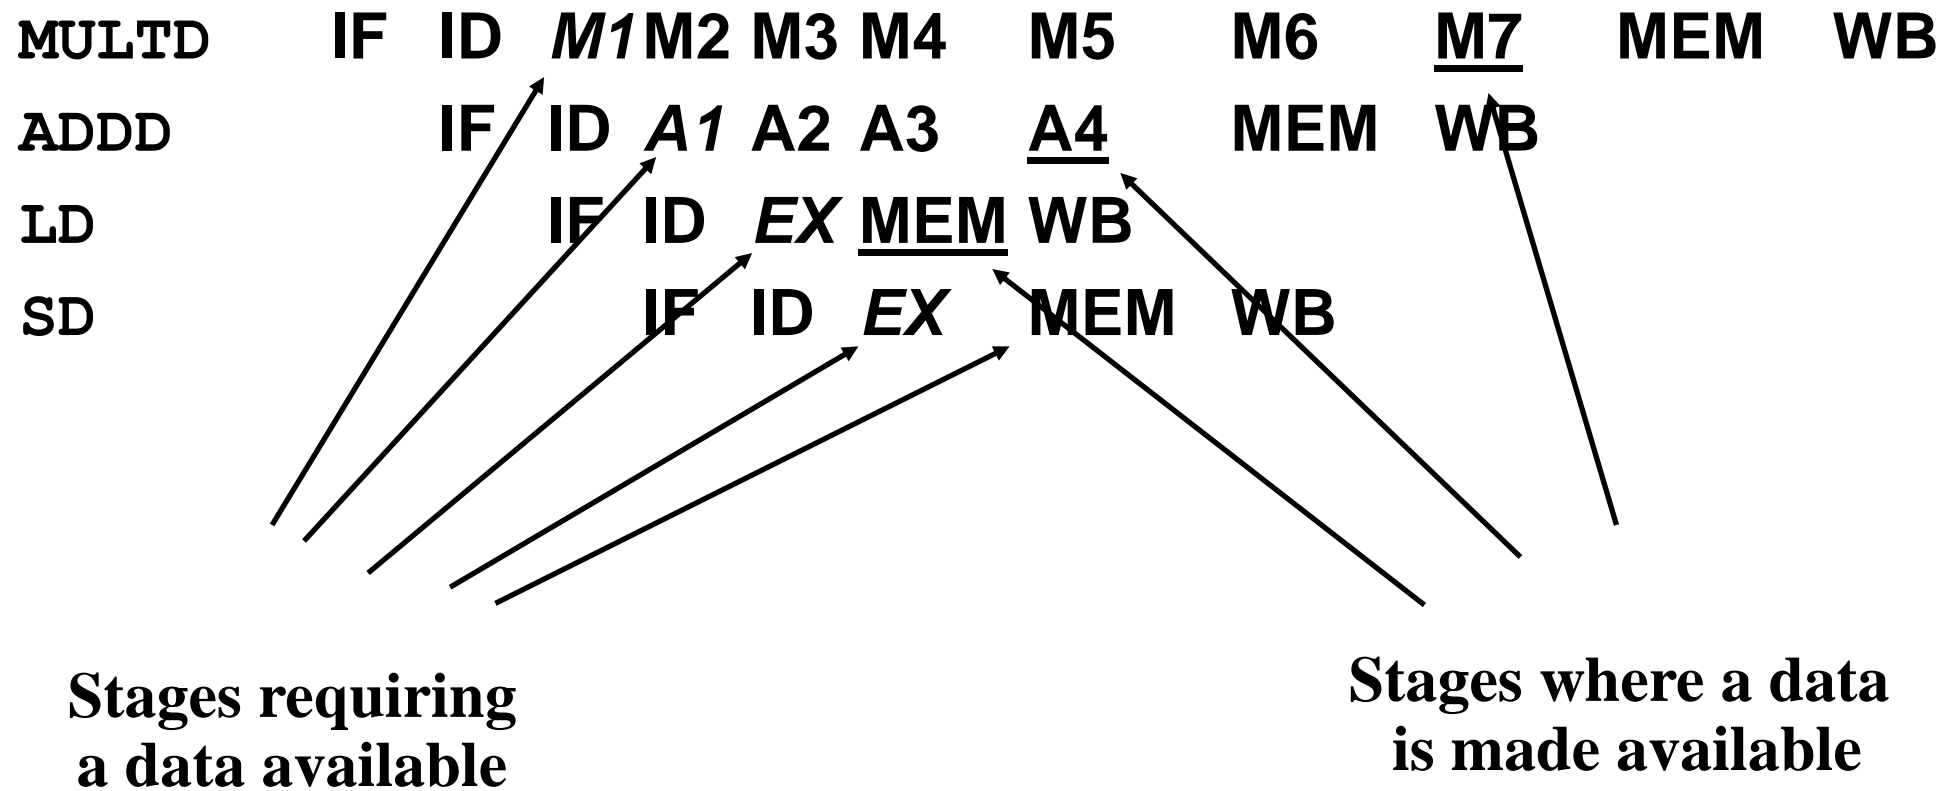 MULTD IF ID M1 M2 M3 M4 M5 M6 M7 MEM WB
ADDD IF ID A1 A2 A3 A4 MEM WB
LD IF ID EX MEM WB
SD IF ID EX MEM WB
Stages requiring
a data available
Stages where a data
is made available